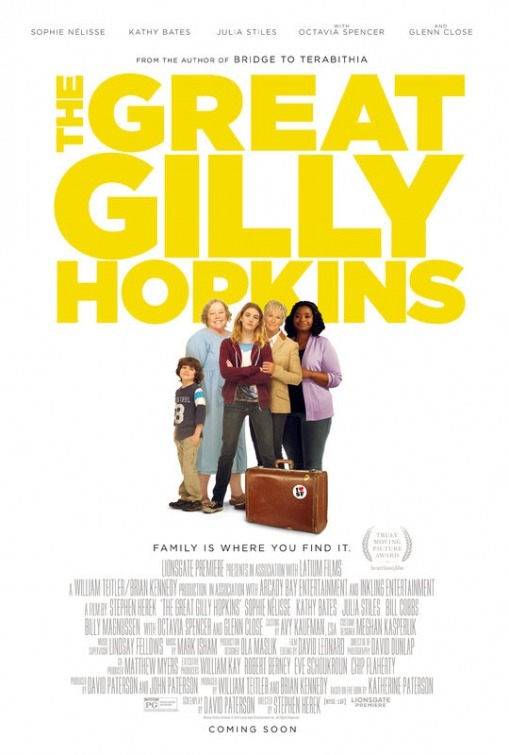 SOPHIE NÉLISSE KATHY BATES JULIA STILES WITH OCTAVIA SPENCER AND GLENN CLOSE
FROM THE AUTHOR OF BRIDGE TO TERABITHIA
THE GREAT
GILLY
HOPKINS
I ♥ SF
FAMILY IS WHERE YOU FIND IT.
TRULY
MOVING
PICTURE
AWARD
heartland film
LIONSGATE PREMIERE PRESENTS IN ASSOCIATION WITH LATIUM FILMS
A WILLIAM TEITLER/BRIAN KENNEDY PRODUCTION IN ASSOCIATION WITH ARCADY BAY ENTERTAINMENT AND INKLING ENTERTAINMENT
A FILM BY STEPHEN HEREK "THE GREAT GILLY HOPKINS" SOPHIE NÉLISSE KATHY BATES JULIA STILES BILL COBBS
BILLY MAGNUSSEN WITH OCTAVIA SPENCER AND GLENN CLOSE CASTING BY AVY KAUFMAN, CSA COSTUME DESIGNER MEGHAN KASPERLIK
MUSIC SUPERVISOR LINDSAY FELLOWS MUSIC BY MARK ISHAM PRODUCTION DESIGNER OLA MASLIK EDITING BY DAVID LEONARD DIRECTOR OF PHOTOGRAPHY DAVID DUNLAP
MATTHEW MYERS EXECUTIVE PRODUCERS WILLIAM KAY ROBERT BERNEY EVE SCHOUKROUN CHIP FLAHERTY
PRODUCED BY DAVID PATERSON AND JOHN PATERSON PRODUCED BY WILLIAM TEITLER AND BRIAN KENNEDY BASED ON THE BOOK BY KATHERINE PATERSON
PG SCREENPLAY BY DAVID PATERSON DIRECTED BY STEPHEN HEREK LIONSGATE PREMIERE
COMING SOON